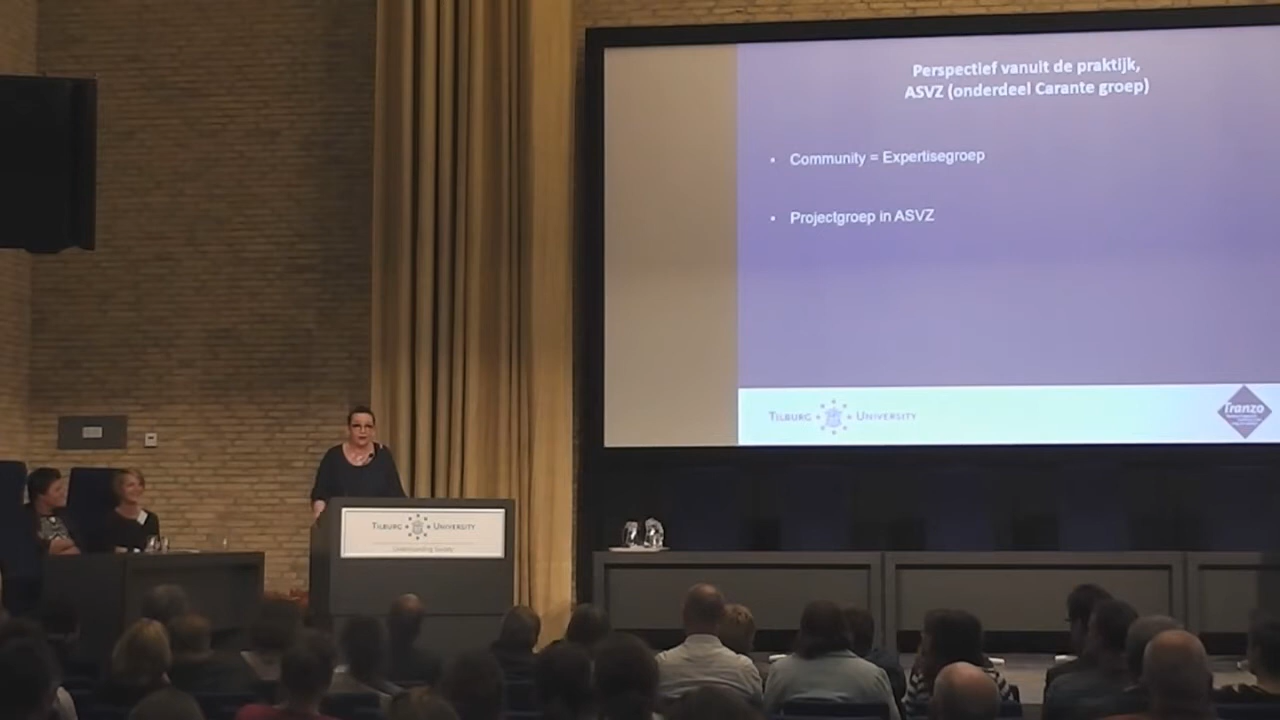 Perspectief vanuit de praktijk,
ASVZ (onderdeel Carante groep)
• Community = Expertisegroep
• Projectgroep in ASVZ
TILBURG UNIVERSITY
Tranzo
TILBURG UNIVERSITY
Understanding Society